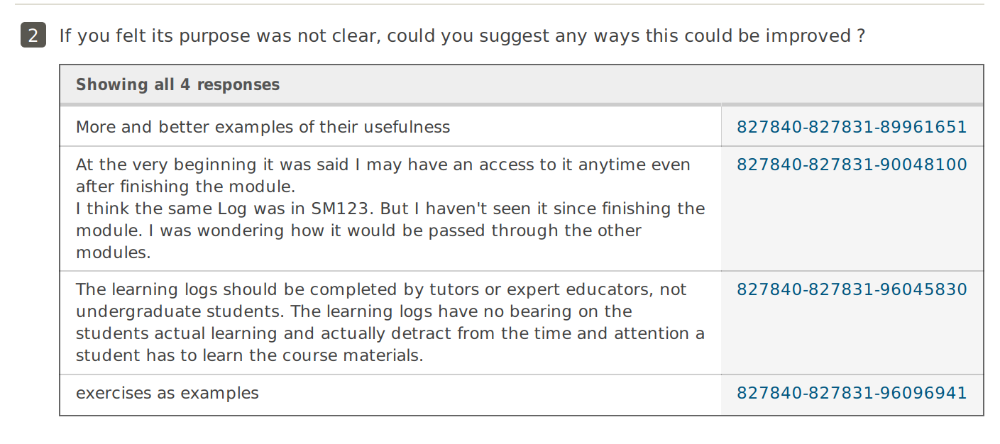 2 If you felt its purpose was not clear, could you suggest any ways this could be improved ?
Showing all 4 responses
More and better examples of their usefulness 827840-827831-89961651
At the very beginning it was said I may have an access to it anytime even 827840-827831-90048100
after finishing the module.
I think the same Log was in SM123. But I haven't seen it since finishing the
module. I was wondering how it would be passed through the other
modules.
The learning logs should be completed by tutors or expert educators, not 827840-827831-96045830
undergraduate students. The learning logs have no bearing on the
students actual learning and actually detract from the time and attention a
student has to learn the course materials.
exercises as examples 827840-827831-96096941